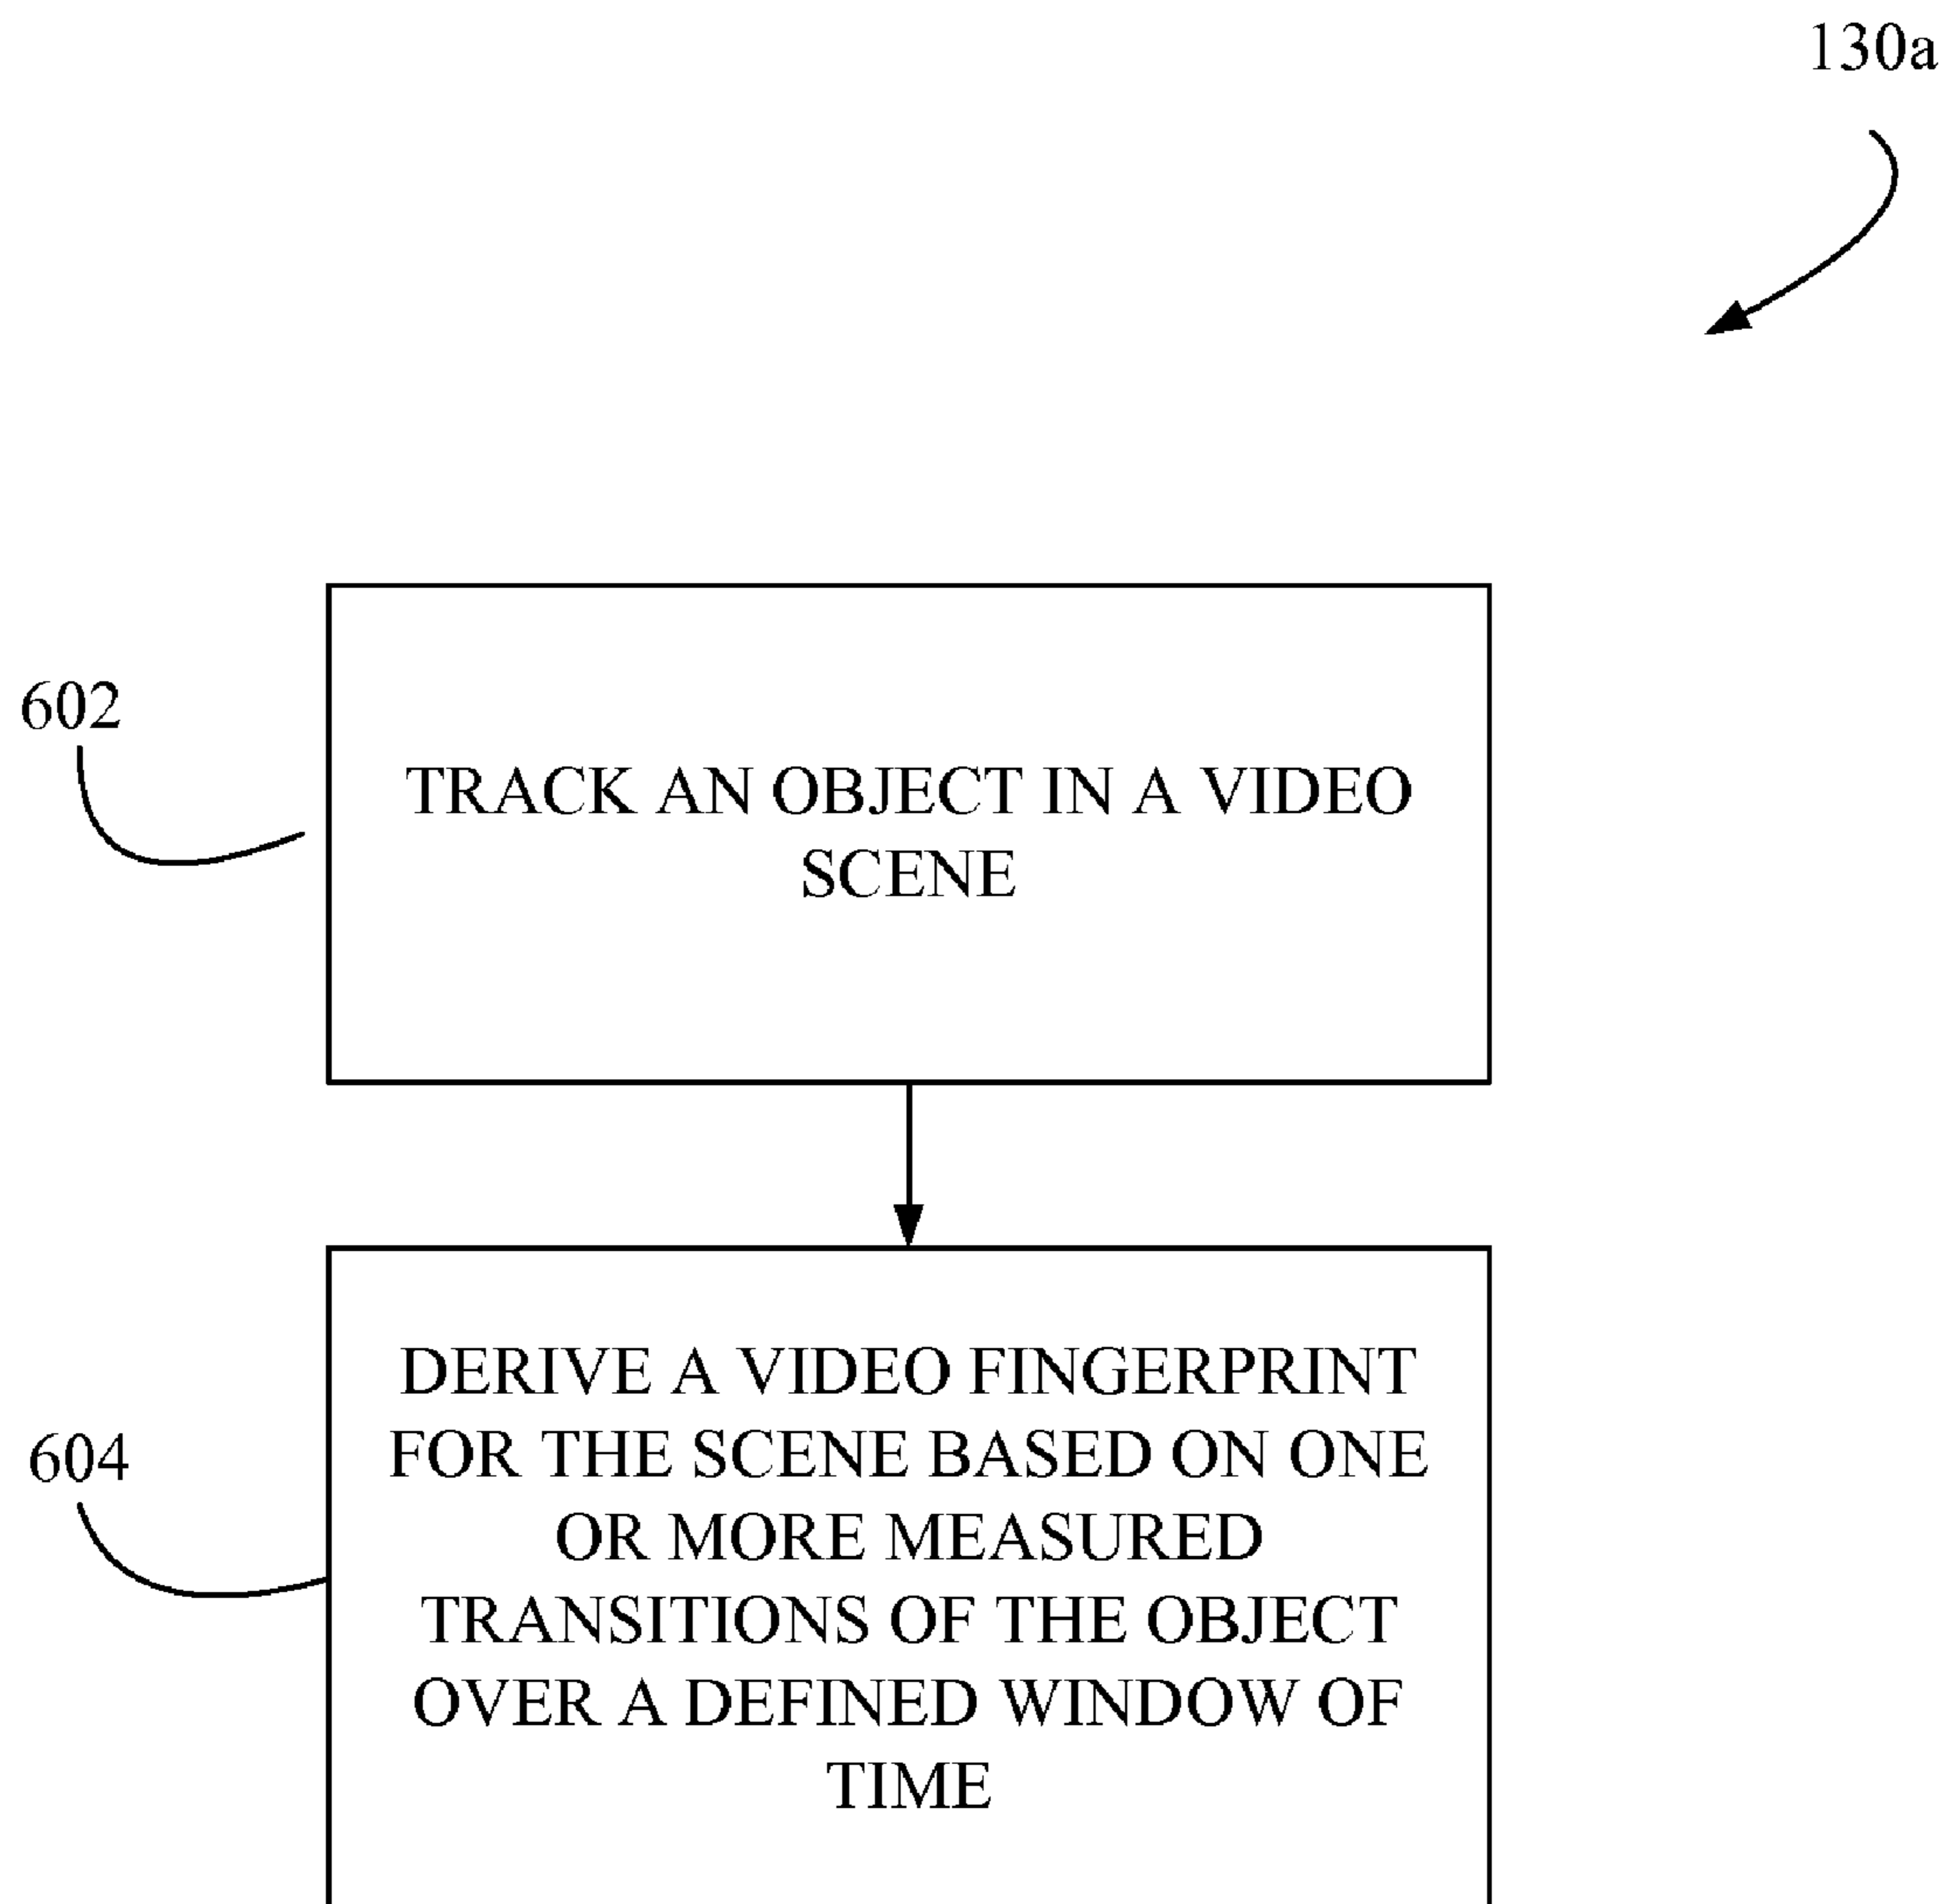 130a
602
TRACK AN OBJECT IN A VIDEO
SCENE
604
DERIVE A VIDEO FINGERPRINT
FOR THE SCENE BASED ON ONE
OR MORE MEASURED
TRANSITIONS OF THE OBJECT
OVER A DEFINED WINDOW OF
TIME